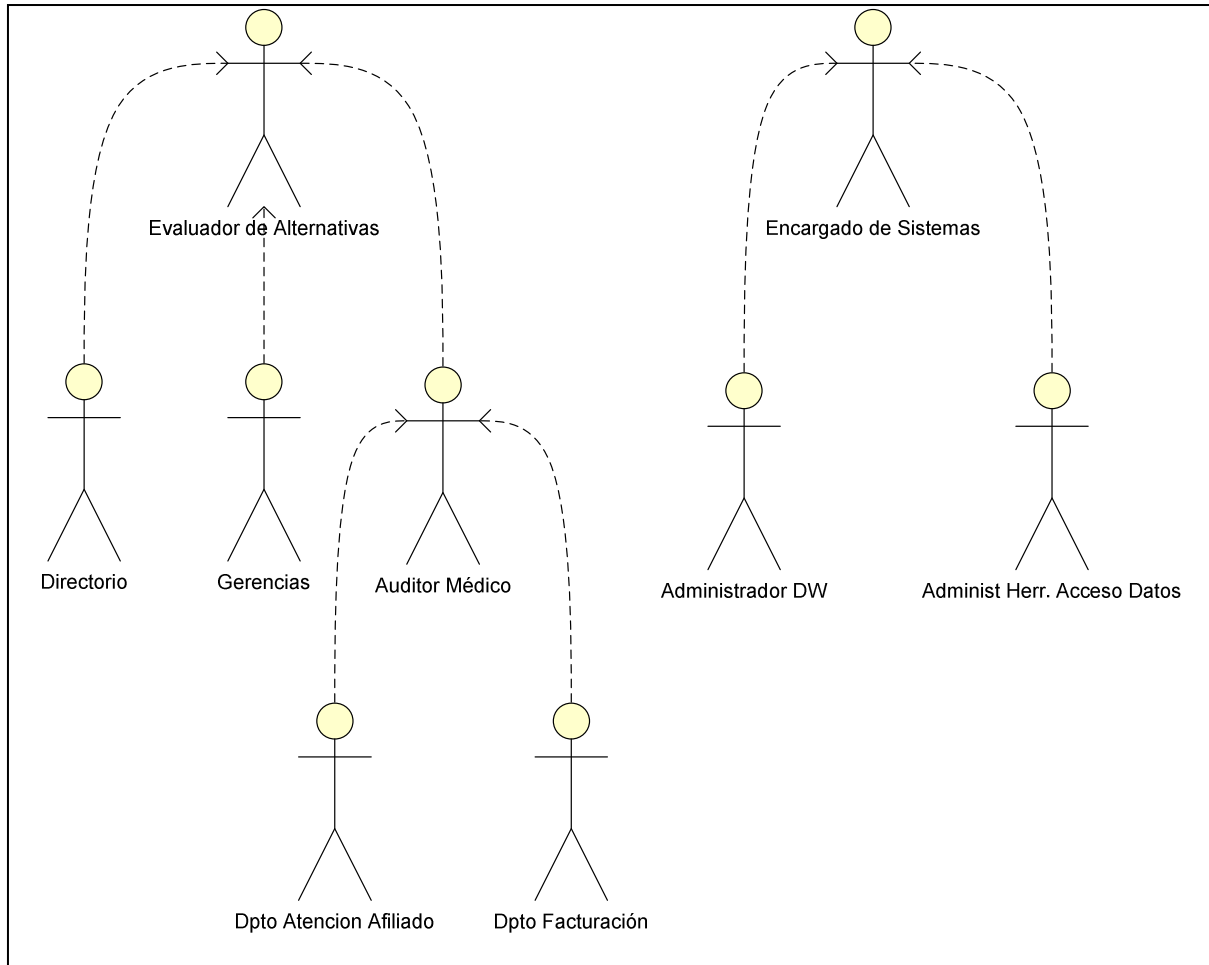 Evaluador de Alternativas
Encargado de Sistemas
Directorio
Gerencias
Auditor Médico
Administrador DW
Administ Herr. Acceso Datos
Dpto Atencion Afiliado
Dpto Facturación